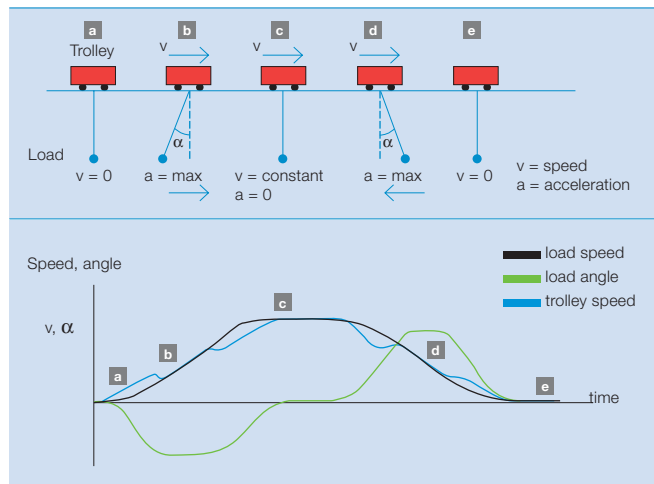 a b c d e
Trolley v v v
α α
Load
v = 0 a = max v = constant a = max v = 0 v = speed
a = 0 a = acceleration
Speed, angle
load speed
load angle
trolley speed
v, α
c
b
d
a
e
time